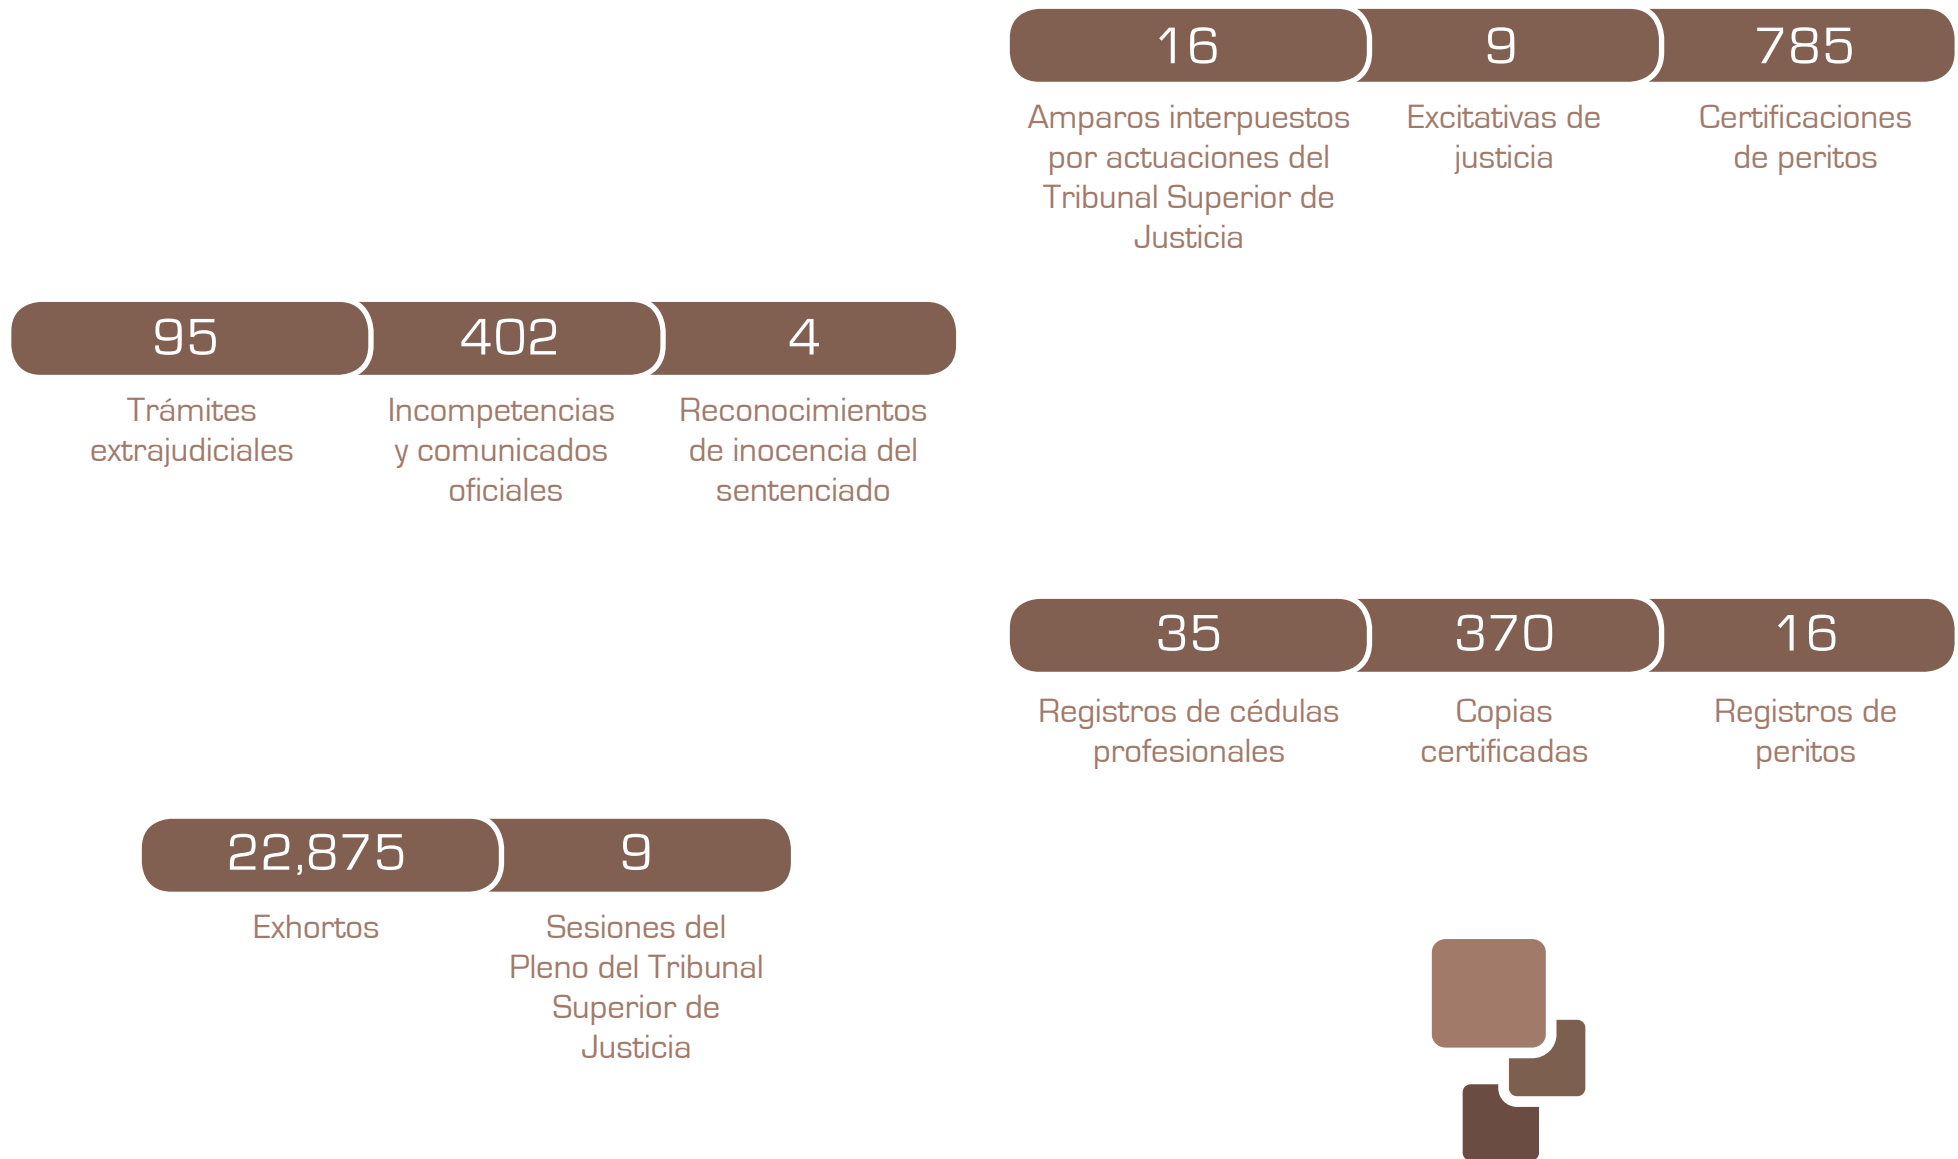 16 9 785
Amparos interpuestos
por actuaciones del
Tribunal Superior de
Justicia
Excitativas de
justicia
Certificaciones
de peritos
95 402 4
Trámites
extrajudiciales
Incompetencias
y comunicados
oficiales
Reconocimientos
de inocencia del
sentenciado
35 370 16
Registros de cédulas
profesionales
Copias
certificadas
Registros de
peritos
22,875 9
Exhortos
Sesiones del
Pleno del Tribunal
Superior de
Justicia